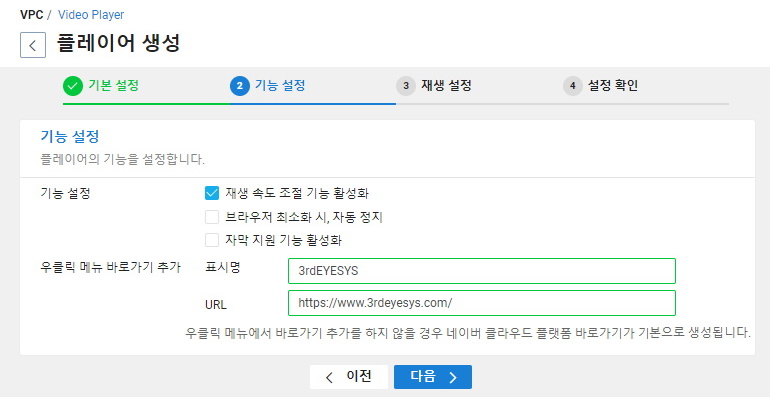 VPC / Video Player
플레이어 생성
기본 설정 2 기능 설정 3 재생 설정 4 설정 확인
기능 설정
플레이어의 기능을 설정합니다.
기능 설정 재생 속도 조절 기능 활성화
브라우저 최소화 시, 자동 정지
자막 지원 기능 활성화
우클릭 메뉴 바로가기 추가 표시명 3rdEYESYS
URL https://www.3rdeyesys.com/
우클릭 메뉴에서 바로가기 추가를 하지 않을 경우 네이버 클라우드 플랫폼 바로가기가 기본으로 생성됩니다.
이전 다음